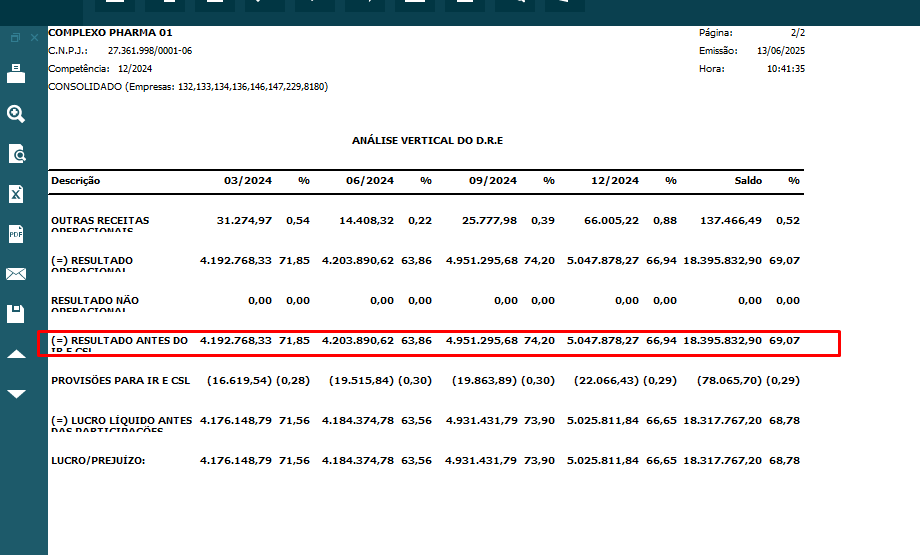 COMPLEXO PHARMA 01 Página: 2/2
C.N.P.J.: 27.361.998/0001-06 Emissão: 13/06/2025
Competência: 12/2024 Hora: 10:41:35
CONSOLIDADO (Empresas: 132,133,134,136,146,147,229,8180)
ANÁLISE VERTICAL DO D.R.E
Descrição 03/2024 % 06/2024 % 09/2024 % 12/2024 % Saldo %
OUTRAS RECEITAS 31.274,97 0,54 14.408,32 0,22 25.777,98 0,39 66.005,22 0,88 137.466,49 0,52
OPERACIONAIS
(=) RESULTADO 4.192.768,33 71,85 4.203.890,62 63,86 4.951.295,68 74,20 5.047.878,27 66,94 18.395.832,90 69,07
OPERACIONAL
RESULTADO NÃO 0,00 0,00 0,00 0,00 0,00 0,00 0,00 0,00 0,00 0,00
OPERACIONAL
(=) RESULTADO ANTES DO 4.192.768,33 71,85 4.203.890,62 63,86 4.951.295,68 74,20 5.047.878,27 66,94 18.395.832,90 69,07
IR E CSL
PROVISÕES PARA IR E CSL (16.619,54) (0,28) (19.515,84) (0,30) (19.863,89) (0,30) (22.066,43) (0,29) (78.065,70) (0,29)
(=) LUCRO LÍQUIDO ANTES 4.176.148,79 71,56 4.184.374,78 63,56 4.931.431,79 73,90 5.025.811,84 66,65 18.317.767,20 68,78
DAS PARTICIPAÇÕES
LUCRO/PREJUÍZO: 4.176.148,79 71,56 4.184.374,78 63,56 4.931.431,79 73,90 5.025.811,84 66,65 18.317.767,20 68,78
PDF